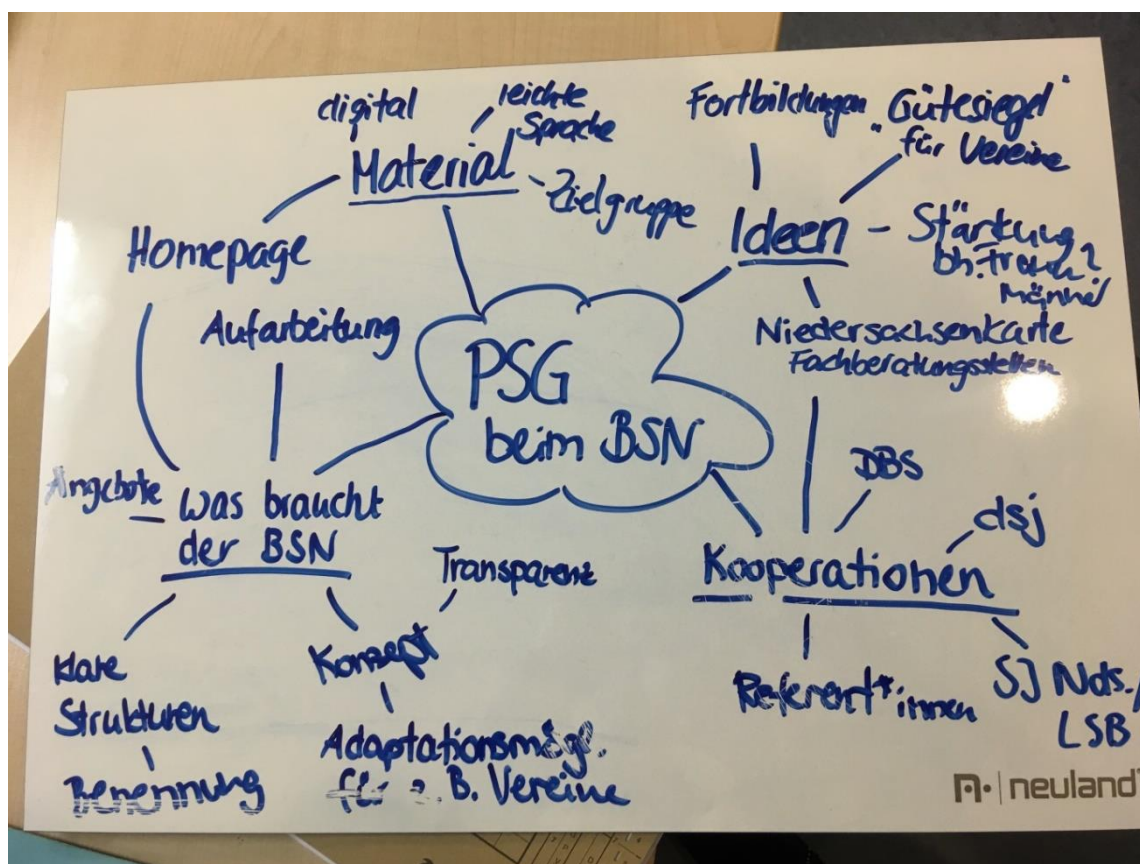 digital
leichte
Sprache
Material
Zielgruppe
Homepage
Aufarbeitung
Fortbildungen
"Gütesiegel"
für Vereine
Ideen
Stärkung
Männer
Niedersachsenkarte
Fachberatungsstellen
PSG
beim BSN
Angebote
Was braucht
der BSN
Transparent
Konzept
klare
Strukturen
Benennung
Adaptationsmögl.
für z. B. Vereine
DBS
dsj
Kooperationen
Referent*innen
SJ Nds./
LSB
neuland